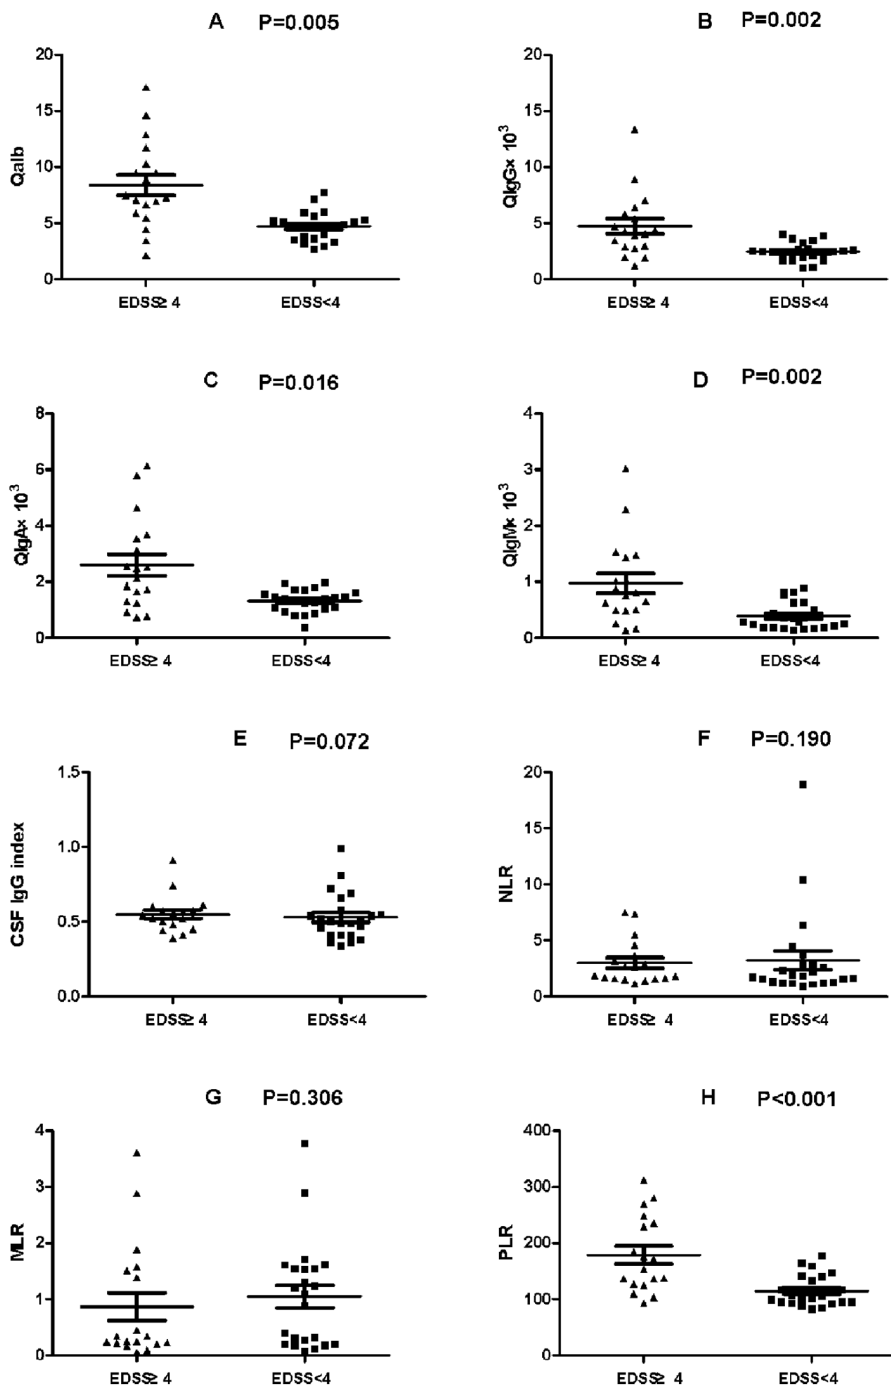 A P=0.005
Qalb
20
15
10
5
0
EDSS≥ 4 EDSS<4
B P=0.002
QIgG× 10³
20
15
10
5
0
EDSS≥ 4 EDSS<4
C P=0.016
QIgA× 10³
8
6
4
2
0
EDSS≥ 4 EDSS<4
D P=0.002
QIgM× 10³
4
3
2
1
0
EDSS≥ 4 EDSS<4
E P=0.072
CSF IgG index
1.5
1.0
0.5
0.0
EDSS≥ 4 EDSS<4
F P=0.190
NLR
20
15
10
5
0
EDSS≥ 4 EDSS<4
G P=0.306
MLR
4
3
2
1
0
EDSS≥ 4 EDSS<4
H P<0.001
PLR
400
300
200
100
0
EDSS≥ 4 EDSS<4